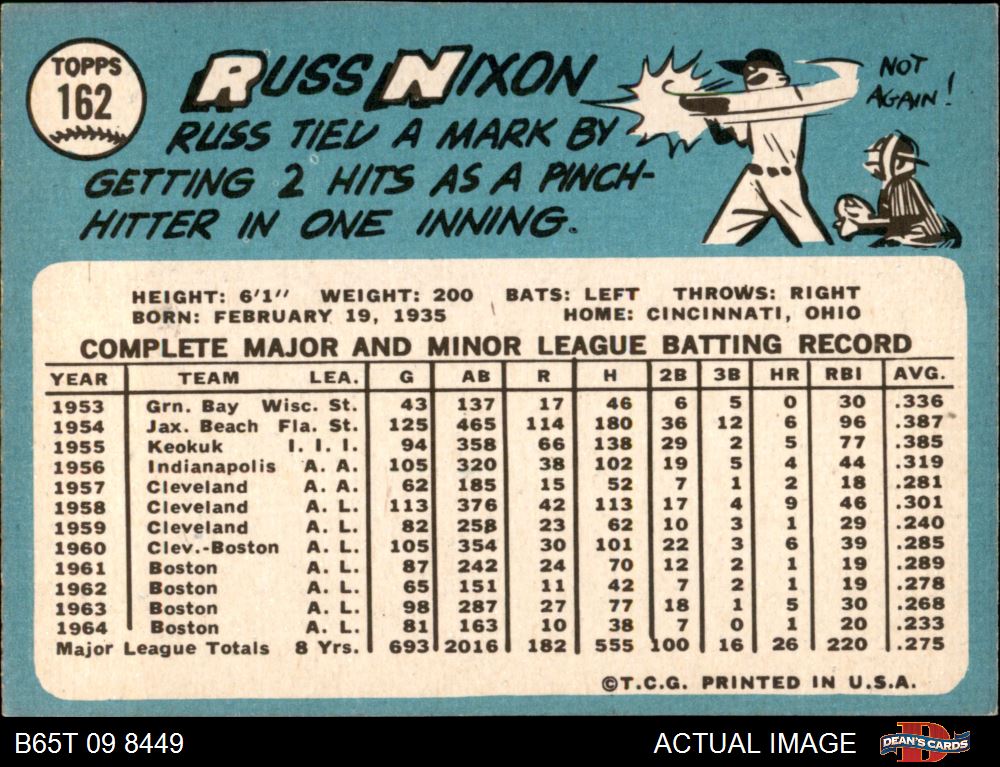 TOPPS
162
RUSS NIXON
RUSS TIED A MARK BY
GETTING 2 HITS AS A PINCH-
HITTER IN ONE INNING.
NOT
AGAIN!
HEIGHT: 6'1" WEIGHT: 200 BATS: LEFT THROWS: RIGHT
BORN: FEBRUARY 19, 1935 HOME: CINCINNATI, OHIO
COMPLETE MAJOR AND MINOR LEAGUE BATTING RECORD
YEAR TEAM LEA. G AB R H 2B 3B HR RBI AVG.
1953 Grn. Bay Wisc. St. 43 137 17 46 6 5 0 30 .336
1954 Jax. Beach Fla. St. 125 465 114 180 36 12 6 96 .387
1955 Keokuk I. I. I. 94 358 66 138 29 2 5 77 .385
1956 Indianapolis A. A. 105 320 38 102 19 5 4 44 .319
1957 Cleveland A. A. 62 185 15 52 7 1 2 18 .281
1958 Cleveland A. L. 113 376 42 113 17 4 9 46 .301
1959 Cleveland A. L. 82 258 23 62 10 3 1 29 .240
1960 Clev.-Boston A. L. 105 354 30 101 22 3 6 39 .285
1961 Boston A. L. 87 242 24 70 12 2 1 19 .289
1962 Boston A. L. 65 151 11 42 7 2 1 19 .278
1963 Boston A. L. 98 287 27 77 18 1 5 30 .268
1964 Boston A. L. 81 163 10 38 7 0 1 20 .233
Major League Totals 8 Yrs. 693 2016 182 555 100 16 26 220 .275
©T.C.G. PRINTED IN U.S.A.
B65T 09 8449 ACTUAL IMAGE DEAN'S CARDS